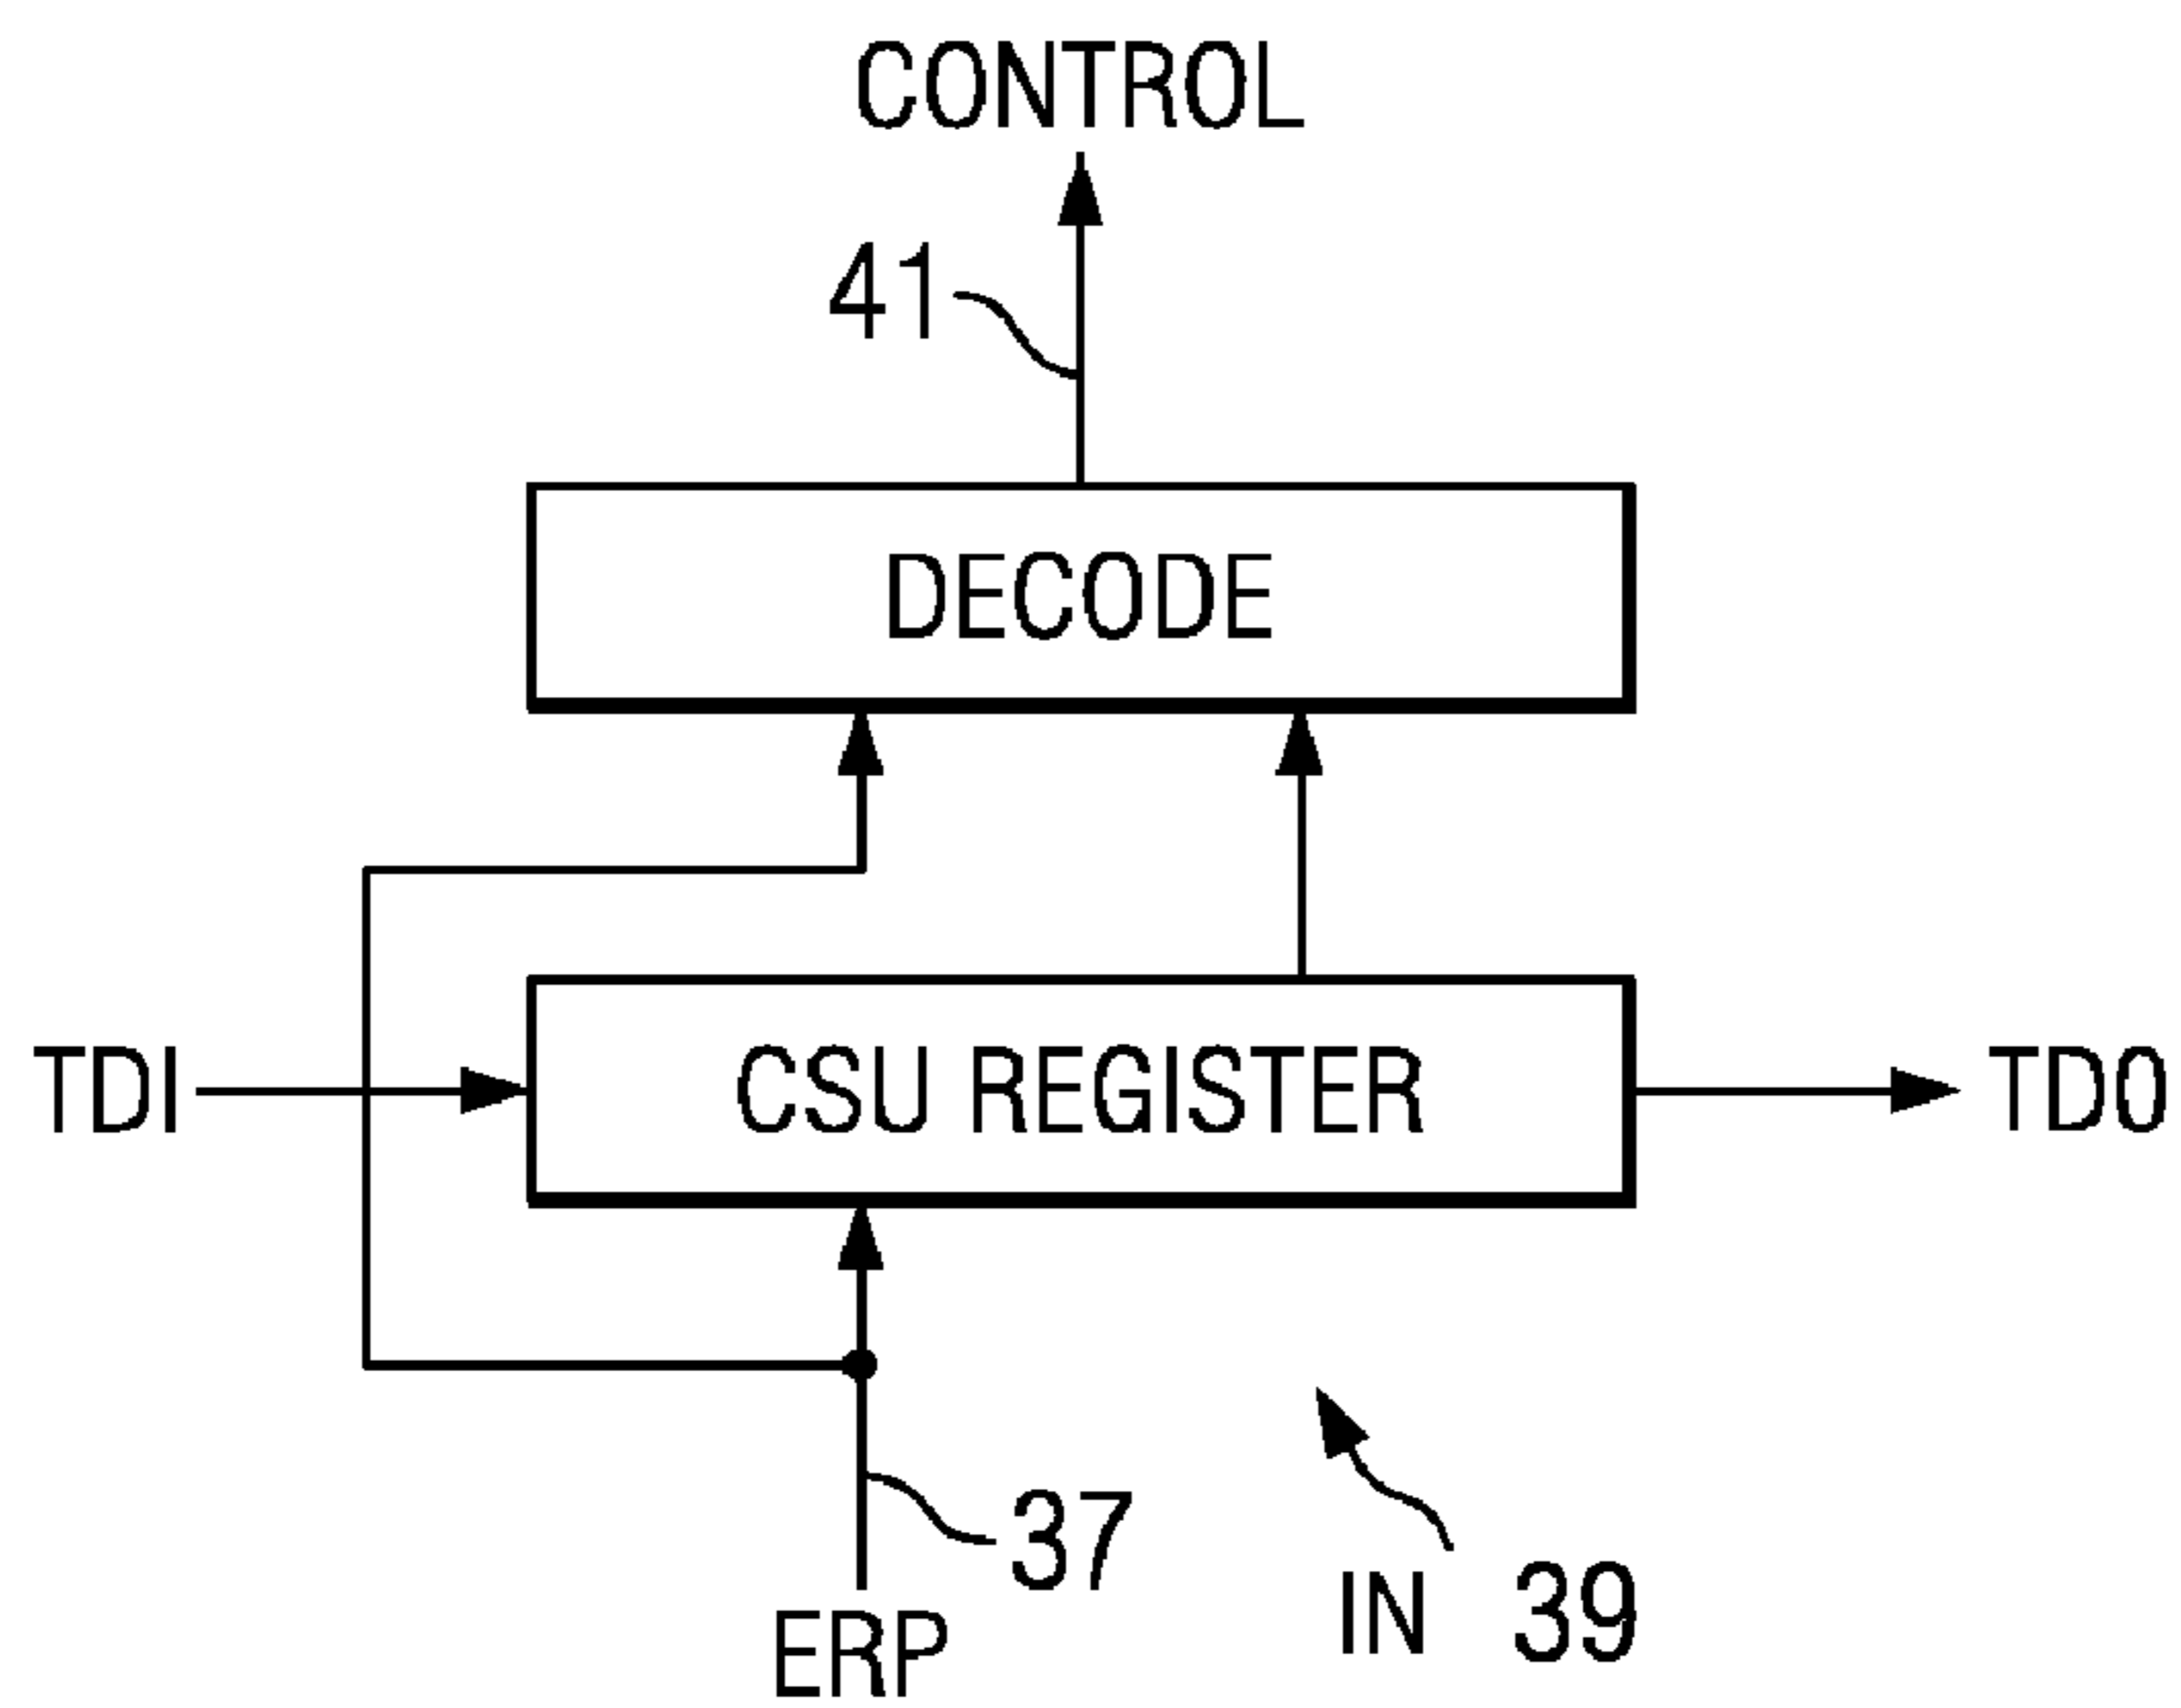 CONTROL
41
DECODE
TDI
CSU REGISTER
TDO
37
ERP
IN 39